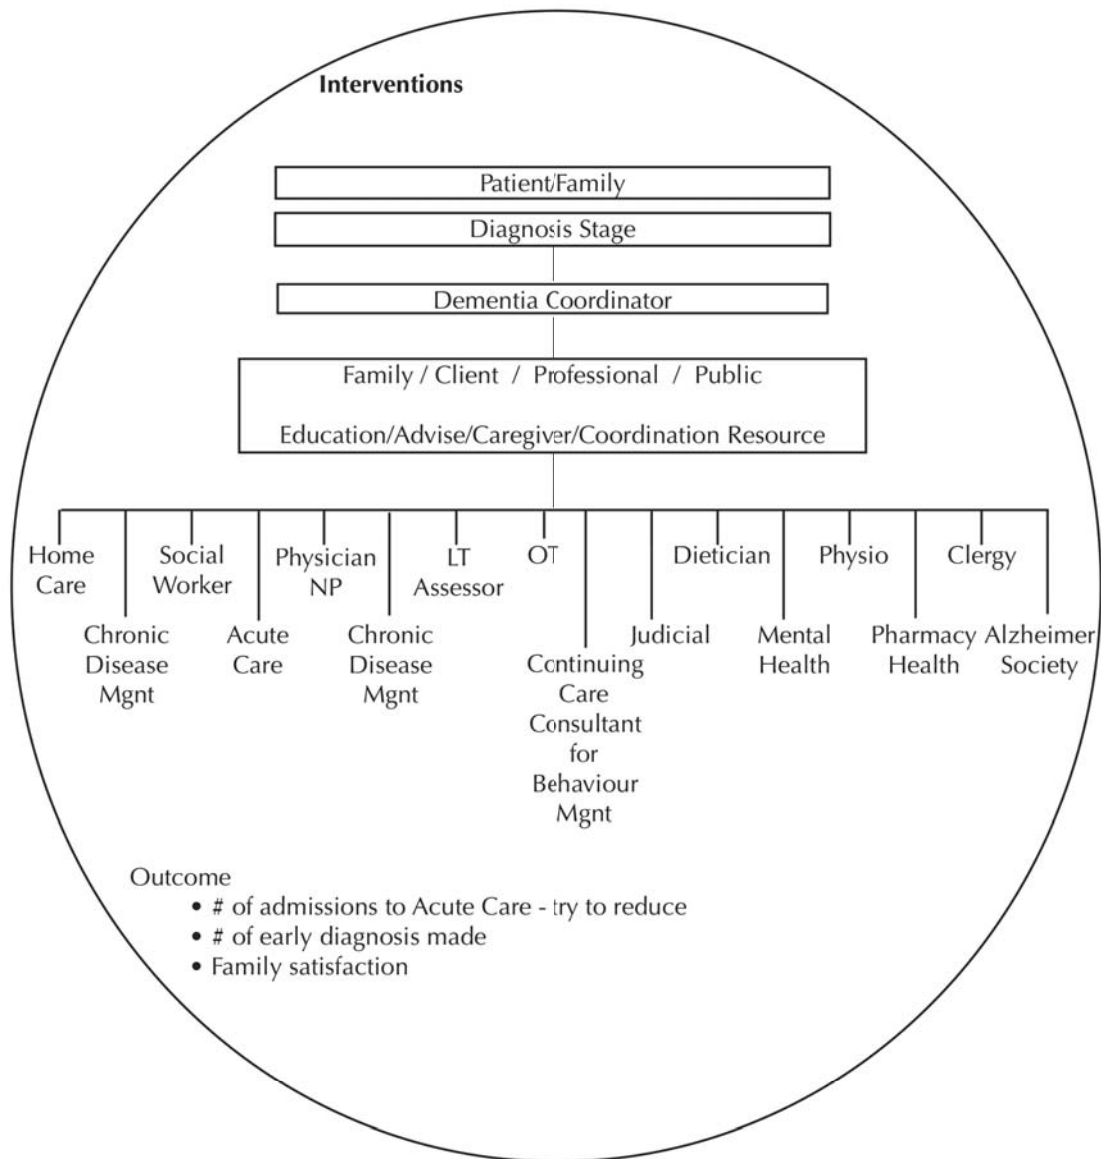 Interventions
Patient/Family
Diagnosis Stage
Dementia Coordinator
Family / Client / Professional / Public
Education/Advise/Caregiver/Coordination Resource
Home
Care
Chronic
Disease
Mgnt
Social
Worker
Acute
Care
Physician
NP
Chronic
Disease
Mgnt
LT
Assessor
OT
Continuing
Care
Consultant
for
Behaviour
Mgnt
Judicial
Dietician
Mental
Health
Physio
Pharmacy
Health
Clergy
Alzheimer
Society
Outcome
• # of admissions to Acute Care - try to reduce
• # of early diagnosis made
• Family satisfaction